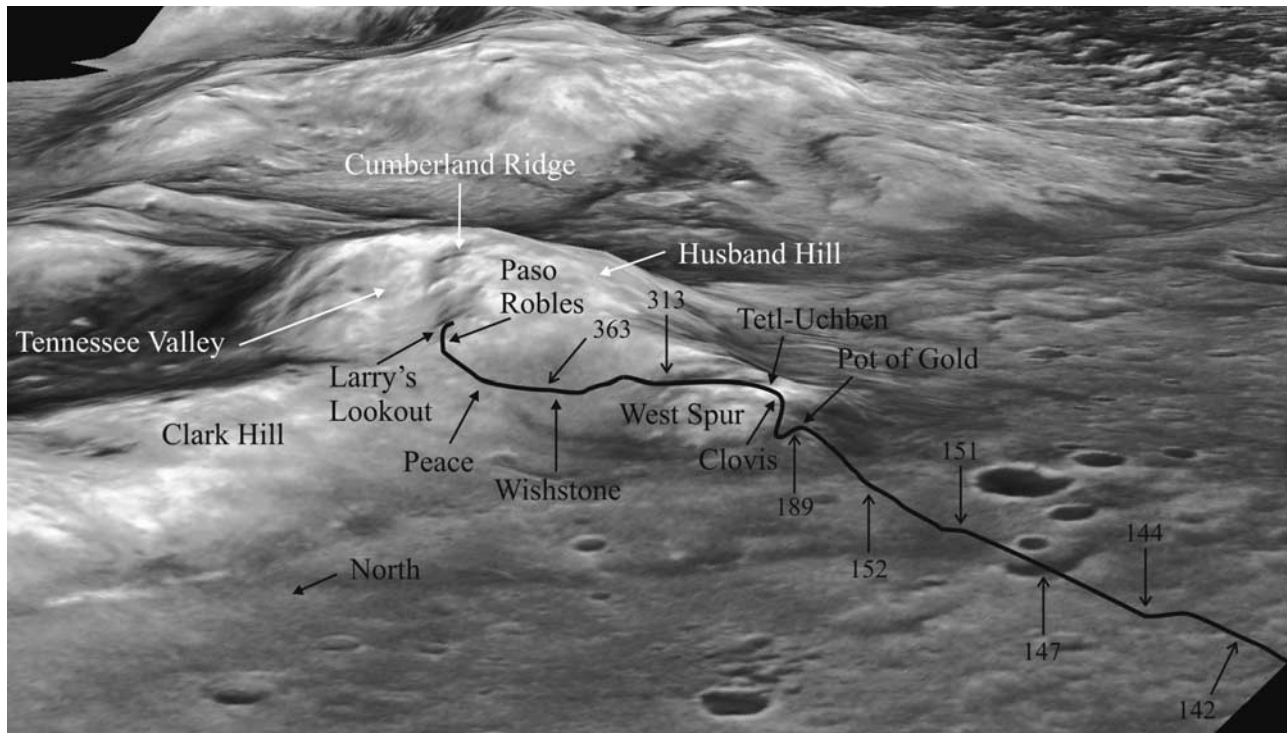 Cumberland Ridge
Husband Hill
Paso
Robles
313
Tetl-Uchben
363
Tennessee Valley
Pot of Gold
Larry's
Lookout
West Spur
Clark Hill
Peace
Clovis
Wishstone
151
189
144
152
North
147
142